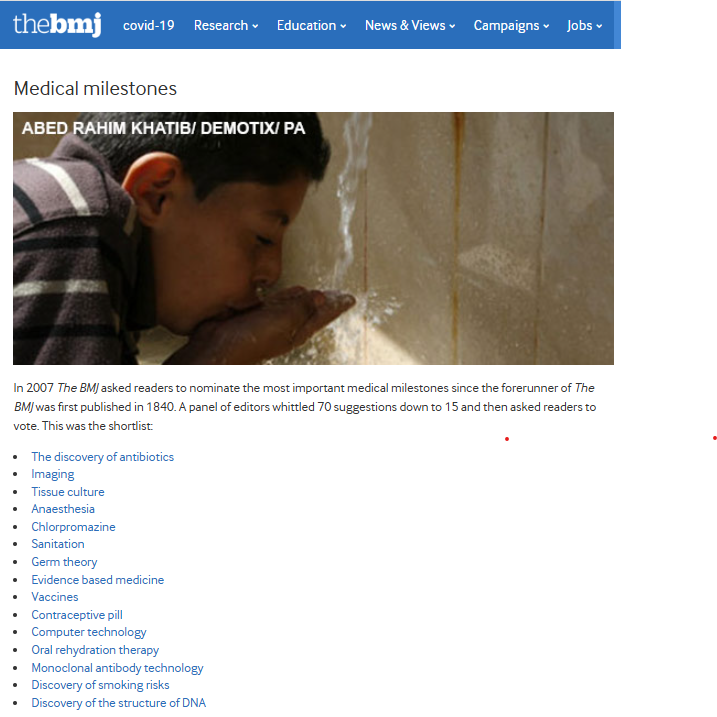 thebmj covid-19 Research Education News & Views Campaigns Jobs
Medical milestones
ABED RAHIM KHATIB/ DEMOTIX/ PA
In 2007 The BMJ asked readers to nominate the most important medical milestones since the forerunner of The
BMJ was first published in 1840. A panel of editors whittled 70 suggestions down to 15 and then asked readers to
vote. This was the shortlist:
The discovery of antibiotics
Imaging
Tissue culture
Anaesthesia
Chlorpromazine
Sanitation
Germ theory
Evidence based medicine
Vaccines
Contraceptive pill
Computer technology
Oral rehydration therapy
Monoclonal antibody technology
Discovery of smoking risks
Discovery of the structure of DNA